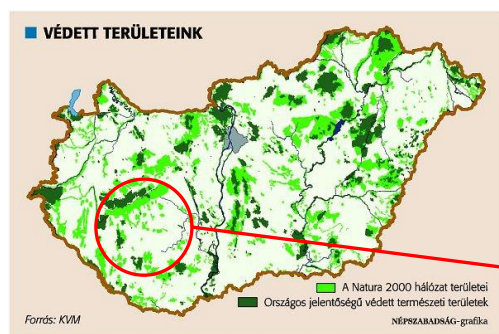 VÉDETT TERÜLETEINK
A Natura 2000 hálózat területei
Országos jelentőségű védett természeti területek
Forrás: KVM
NÉPSZABADSÁG-grafika